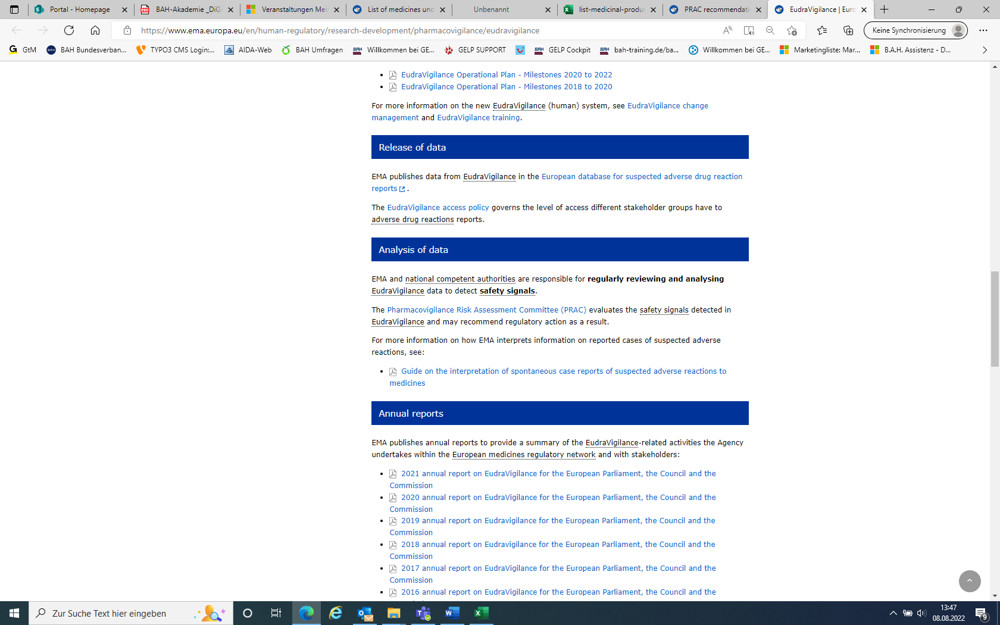 Portal - Homepage
BAH-Akademie _DiGA
Veranstaltungen Mei
List of medicines und
Unbenannt
list-medicinal-produ
PRAC recommendati
EudraVigilance | Euro
https://www.ema.europa.eu/en/human-regulatory/research-development/pharmacovigilance/eudravigilance
Keine Synchronisierung
GtM
BAH Bundesverban...
TYPO3 CMS Login:...
AIDA-Web
BAH Umfragen
Willkommen bei GE...
GELP SUPPORT
GELP Cockpit
bah-training.de/ba...
Willkommen bei GE...
Marketingliste: Mar...
B.A.H. Assistenz - D...
EudraVigilance Operational Plan - Milestones 2020 to 2022
EudraVigilance Operational Plan - Milestones 2018 to 2020
For more information on the new EudraVigilance (human) system, see EudraVigilance change
management and EudraVigilance training.
Release of data
EMA publishes data from EudraVigilance in the European database for suspected adverse drug reaction
reports .
The EudraVigilance access policy governs the level of access different stakeholder groups have to
adverse drug reactions reports.
Analysis of data
EMA and national competent authorities are responsible for regularly reviewing and analysing
EudraVigilance data to detect safety signals.
The Pharmacovigilance Risk Assessment Committee (PRAC) evaluates the safety signals detected in
EudraVigilance and may recommend regulatory action as a result.
For more information on how EMA interprets information on reported cases of suspected adverse
reactions, see:
Guide on the interpretation of spontaneous case reports of suspected adverse reactions to
medicines
Annual reports
EMA publishes annual reports to provide a summary of the EudraVigilance-related activities the Agency
undertakes within the European medicines regulatory network and with stakeholders:
2021 annual report on EudraVigilance for the European Parliament, the Council and the
Commission
2020 annual report on EudraVigilance for the European Parliament, the Council and the
Commission
2019 annual report on Eudravigilance for the European Parliament, the Council and the
Commission
2018 annual report on Eudravigilance for the European Parliament, the Council and the
Commission
2017 annual report on EudraVigilance for the European Parliament, the Council and the
Commission
2016 annual report on EudraVigilance for the European Parliament, the Council and the
Zur Suche Text hier eingeben
13:47
08.08.2022
9